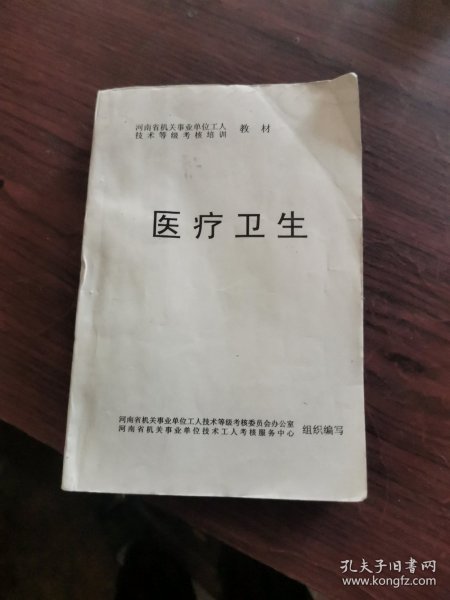 河南省机关事业单位工人
技术等级考核培训 教材
医疗卫生
河南省机关事业单位工人技术等级考核委员会办公室
河南省机关事业单位技术工人考核服务中心 组织编写
孔夫子旧书网
www.kongfz.com